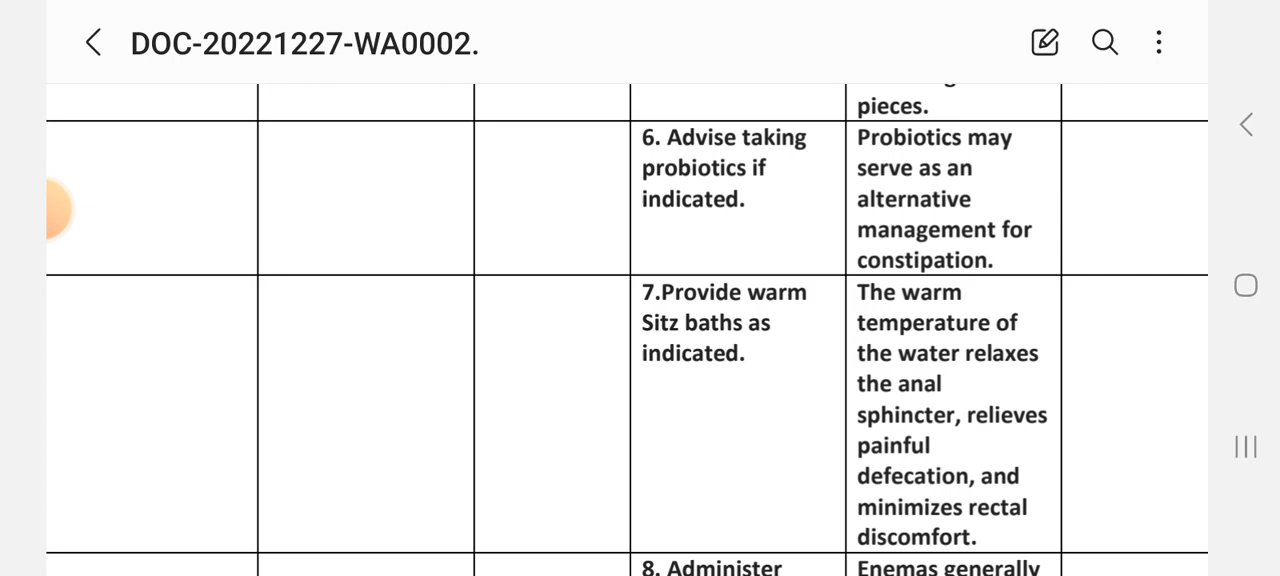 DOC-20221227-WA0002.
pieces.
6. Advise taking
probiotics if
indicated.
Probiotics may
serve as an
alternative
management for
constipation.
7.Provide warm
Sitz baths as
indicated.
The warm
temperature of
the water relaxes
the anal
sphincter, relieves
painful
defecation, and
minimizes rectal
discomfort.
8. Administer
Enemas generally